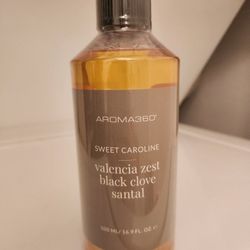 AROMA360°
SWEET CAROLINE
valencia zest
black clove
santal
500 ML/ 16.9 FL. OZ